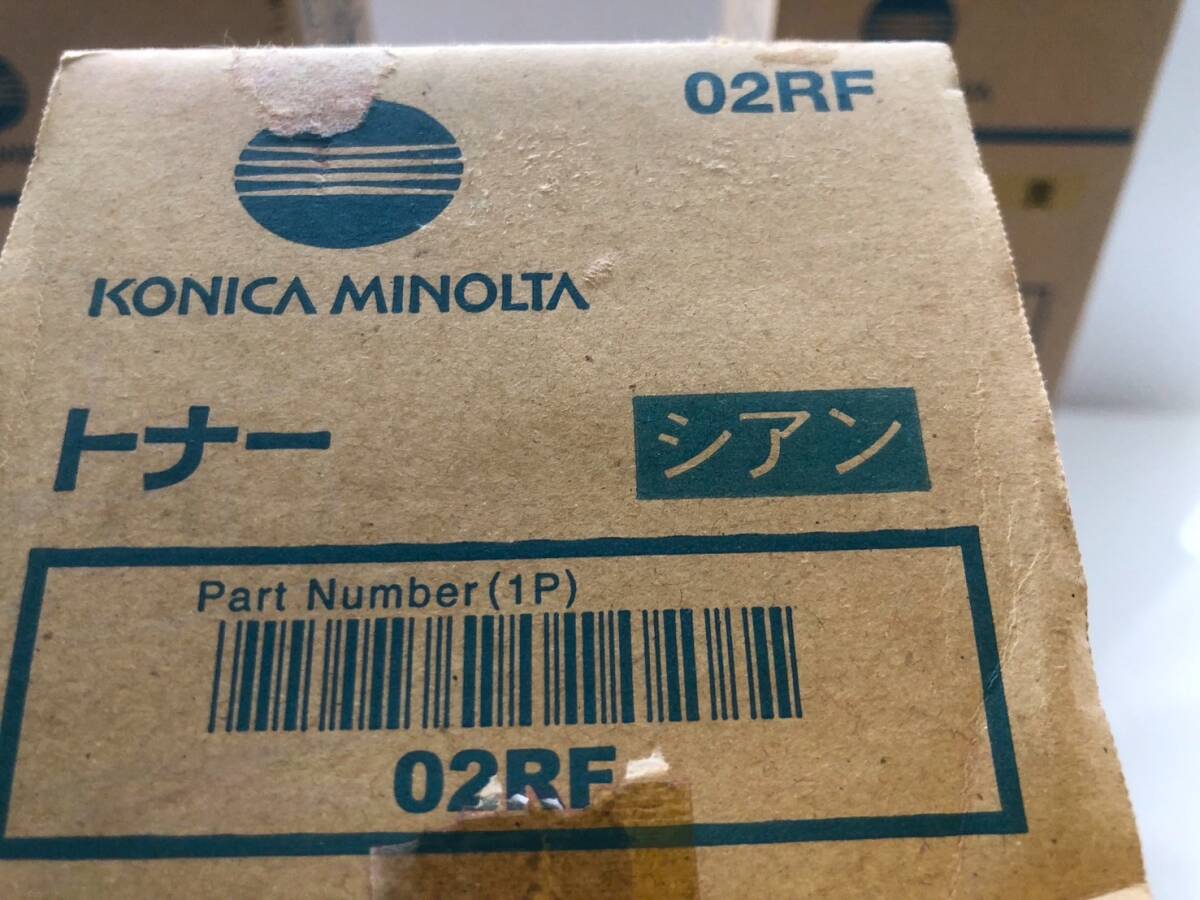 02RF
KONICA MINOLTA
トナー
シアン
Part Number(1P)
02RF